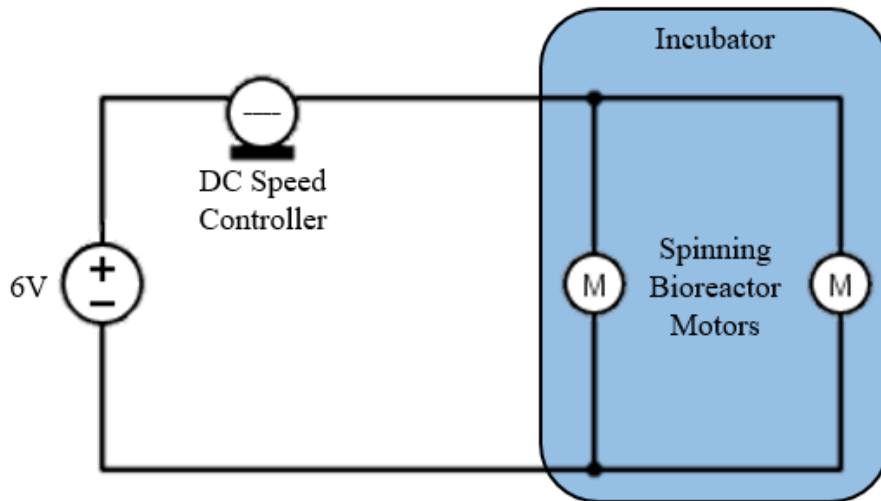 Incubator
DC Speed
Controller
6V
+
−
M
Spinning
Bioreactor
Motors
M